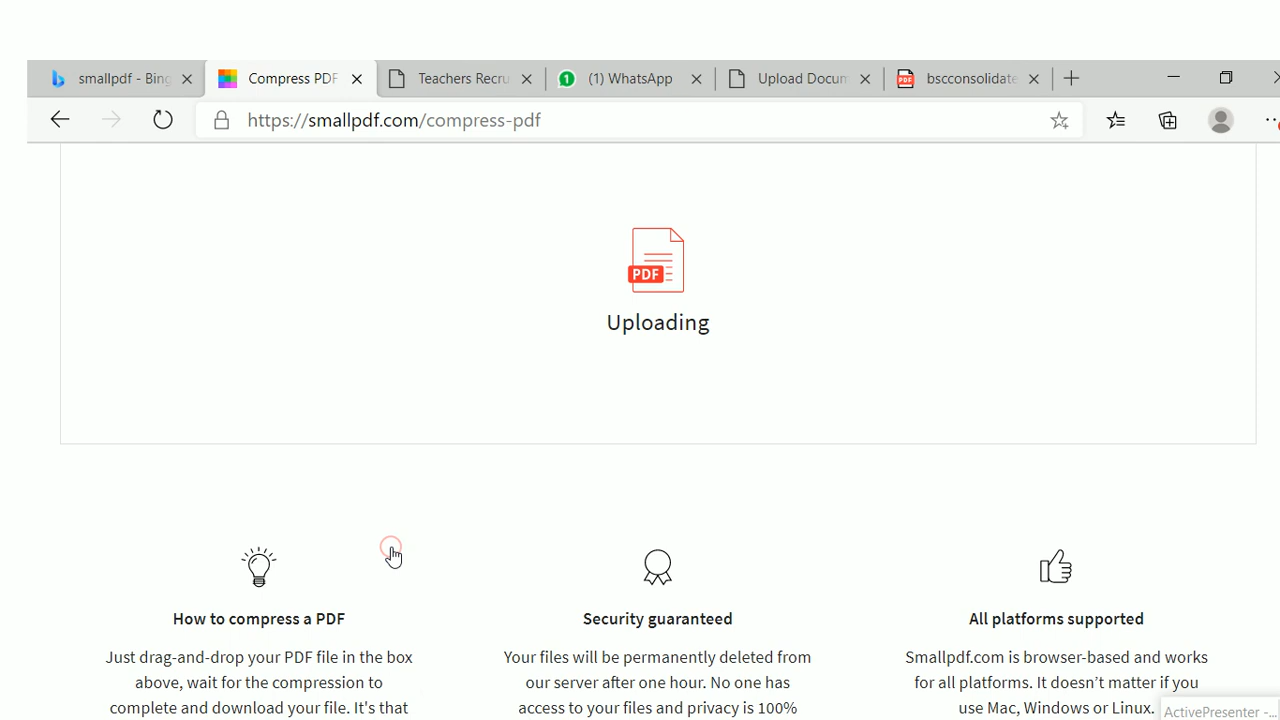 smallpdf - Bing
Compress PDF
Teachers Recru
1
(1) WhatsApp
Upload Docum
PDF
bscconsolidate
https://smallpdf.com/compress-pdf
PDF
Uploading
How to compress a PDF
Just drag-and-drop your PDF file in the box
above, wait for the compression to
complete and download your file. It's that
Security guaranteed
Your files will be permanently deleted from
our server after one hour. No one has
access to your files and privacy is 100%
All platforms supported
Smallpdf.com is browser-based and works
for all platforms. It doesn’t matter if you
use Mac, Windows or Linux.
ActivePresenter -...